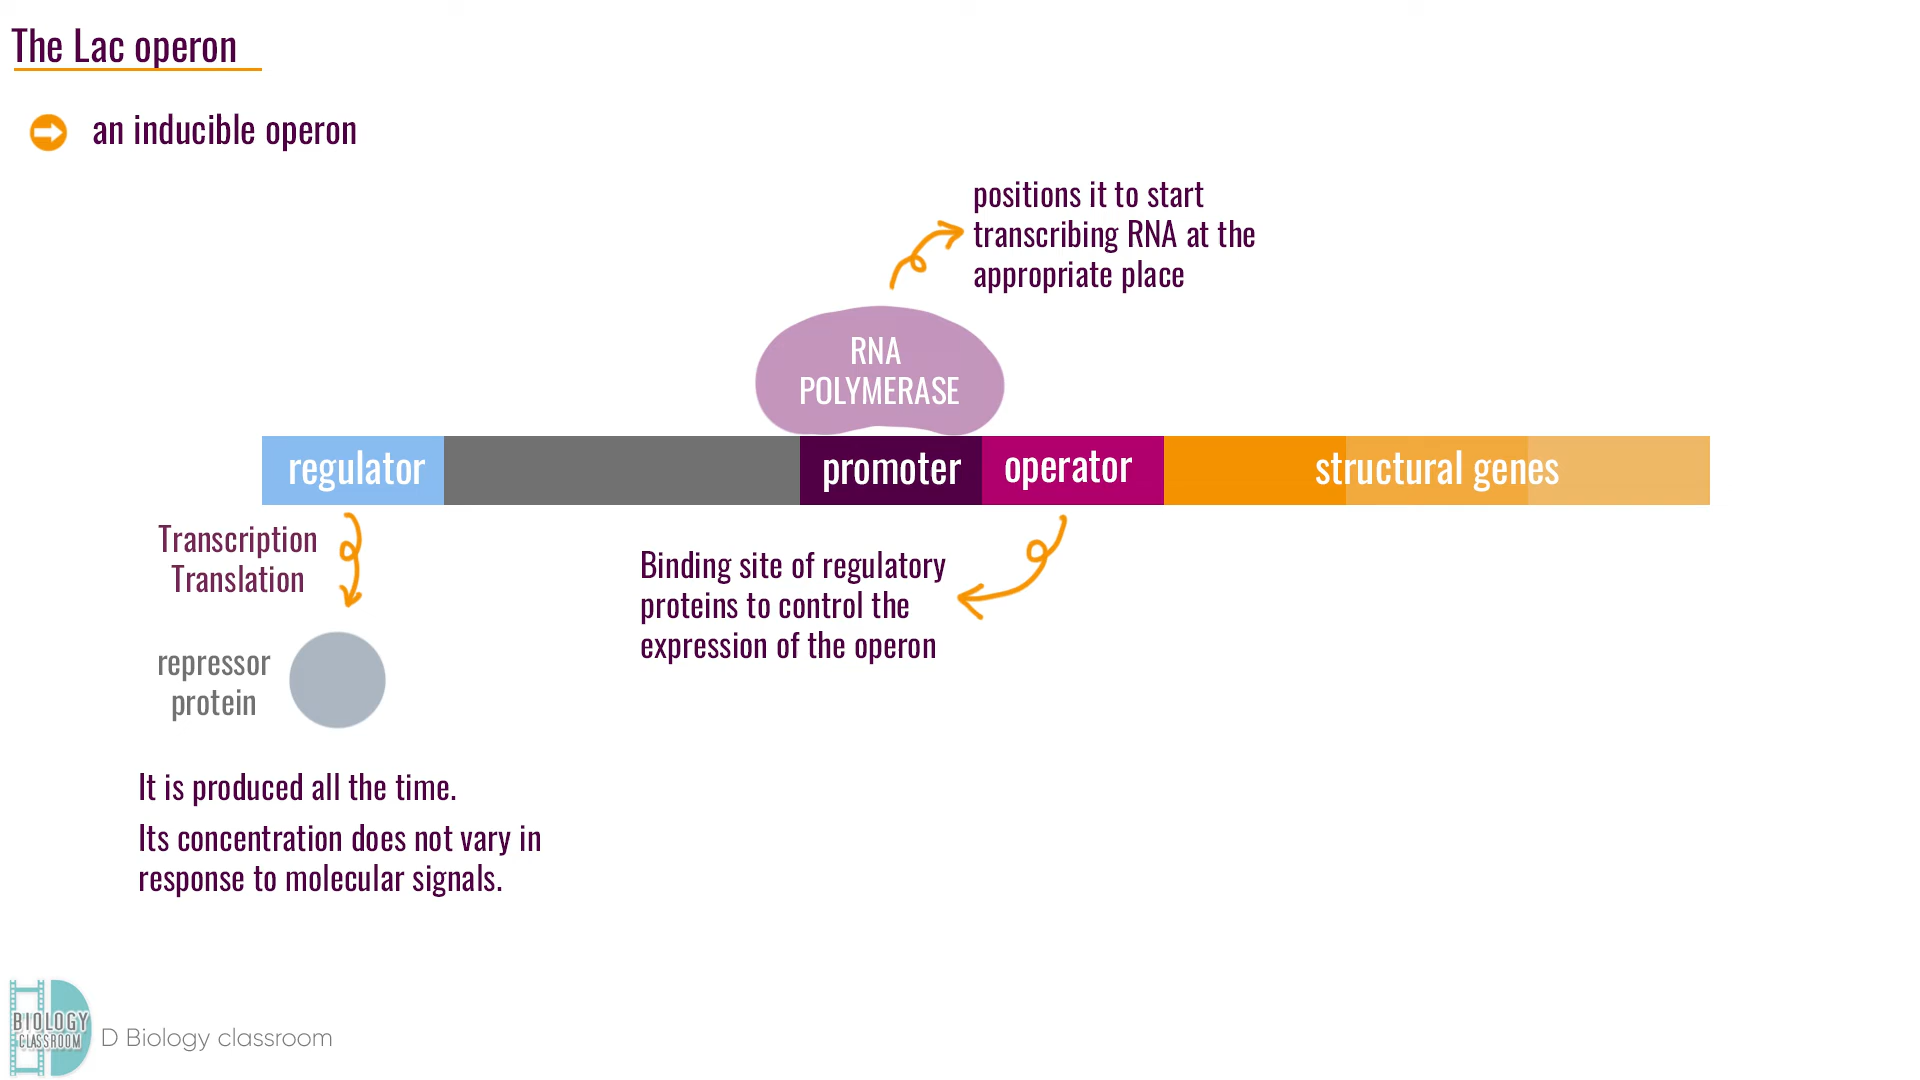 The Lac operon
an inducible operon
positions it to start
transcribing RNA at the
appropriate place
RNA
POLYMERASE
regulator
promoter
operator
structural genes
Transcription
Translation
Binding site of regulatory
proteins to control the
expression of the operon
repressor
protein
It is produced all the time.
Its concentration does not vary in
response to molecular signals.
BIOLOGY
CLASSROOM
D Biology classroom